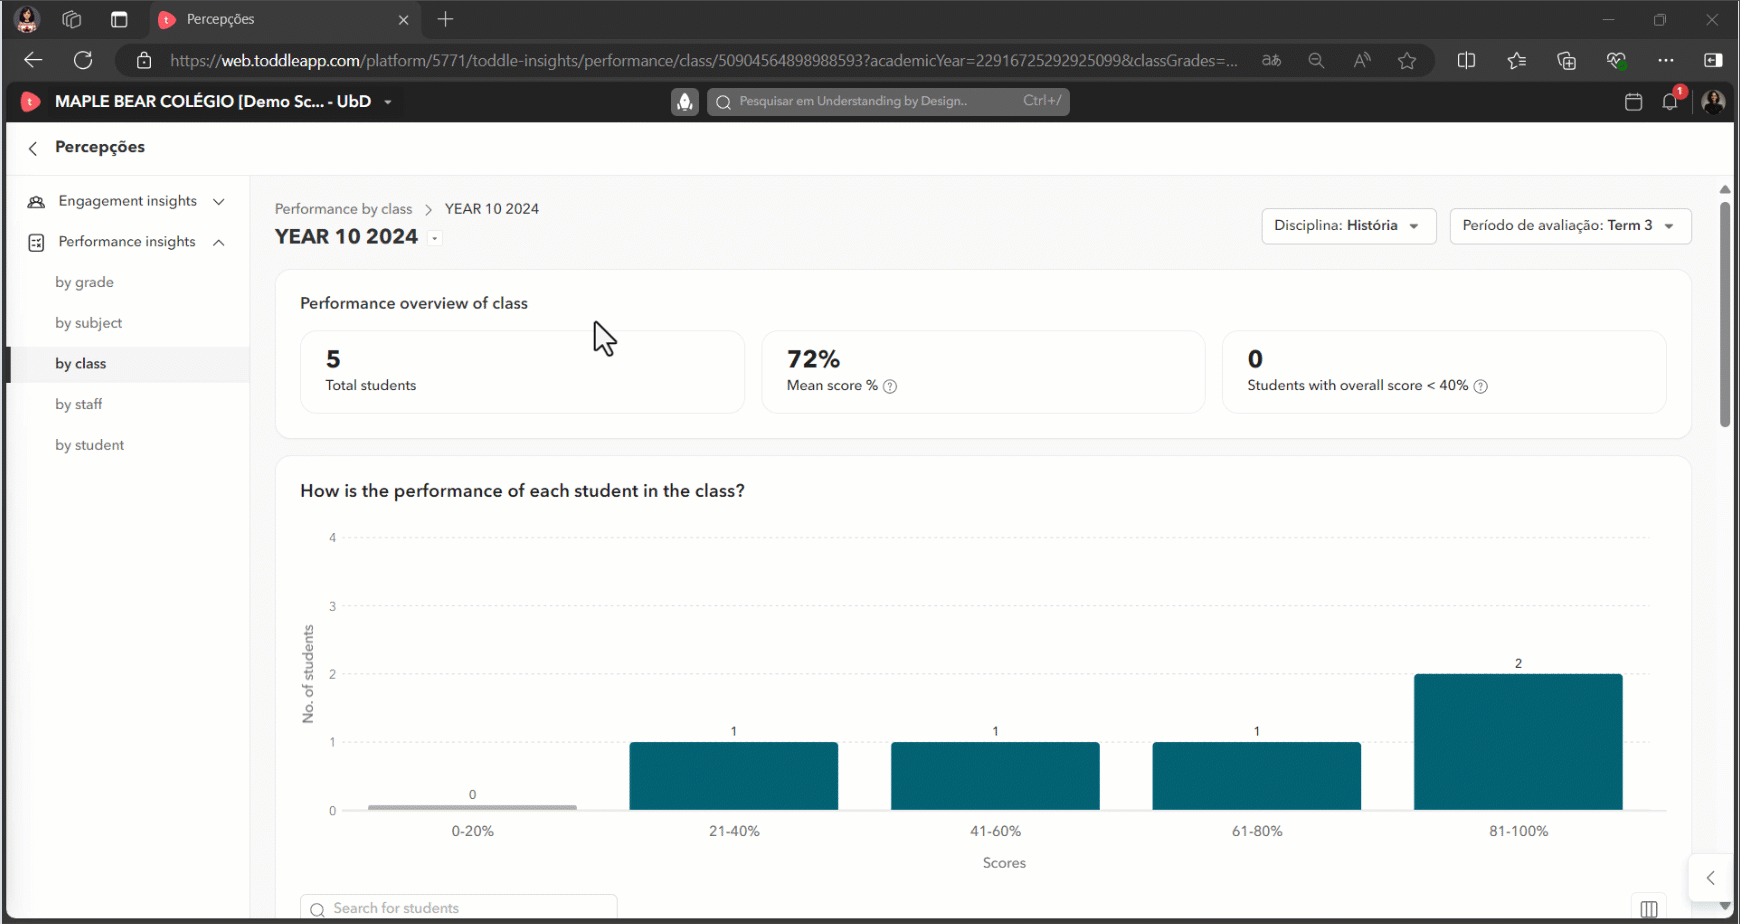 Percepções
https://web.toddleapp.com/platform/5771/toddle-insights/performance/class/50904564898988593?academicYear=22916725292925099&classGrades=...
MAPLE BEAR COLÉGIO [Demo Sc... - UbD
Pesquisar em Understanding by Design.. Ctrl+/
1
Percepções
Engagement insights
Performance insights
by grade
by subject
by class
by staff
by student
Performance by class > YEAR 10 2024
YEAR 10 2024
Disciplina: História
Período de avaliação: Term 3
Performance overview of class
5
Total students
72%
Mean score % ?
0
Students with overall score < 40% ?
How is the performance of each student in the class?
No. of students
4
3
2
1
0
0
1
1
1
2
0-20%
21-40%
41-60%
61-80%
81-100%
Scores
Search for students